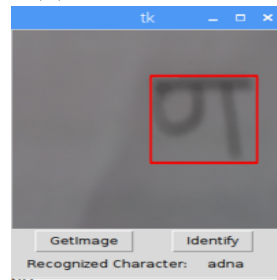 tk
ण
GetImage Identify
Recognized Character: adna